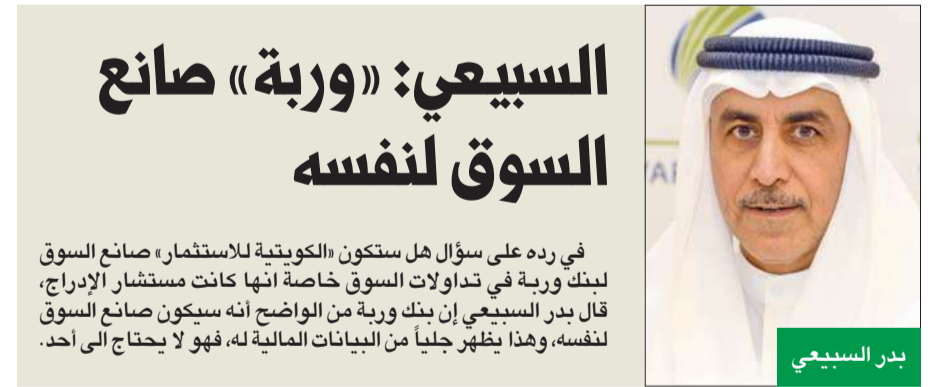 السبيعي: «وربة» صانع
السوق لنفسه
في رده على سؤال هل ستكون «الكويتية للاستثمار» صانع السوق
لبنك وربة في تداولات السوق خاصة انها كانت مستشار الإدراج،
قال بدر السبيعي إن بنك وربة من الواضح أنه سيكون صانع السوق
لنفسه، وهذا يظهر جلياً من البيانات المالية له، فهو لا يحتاج الى أحد.
بدر السبيعي